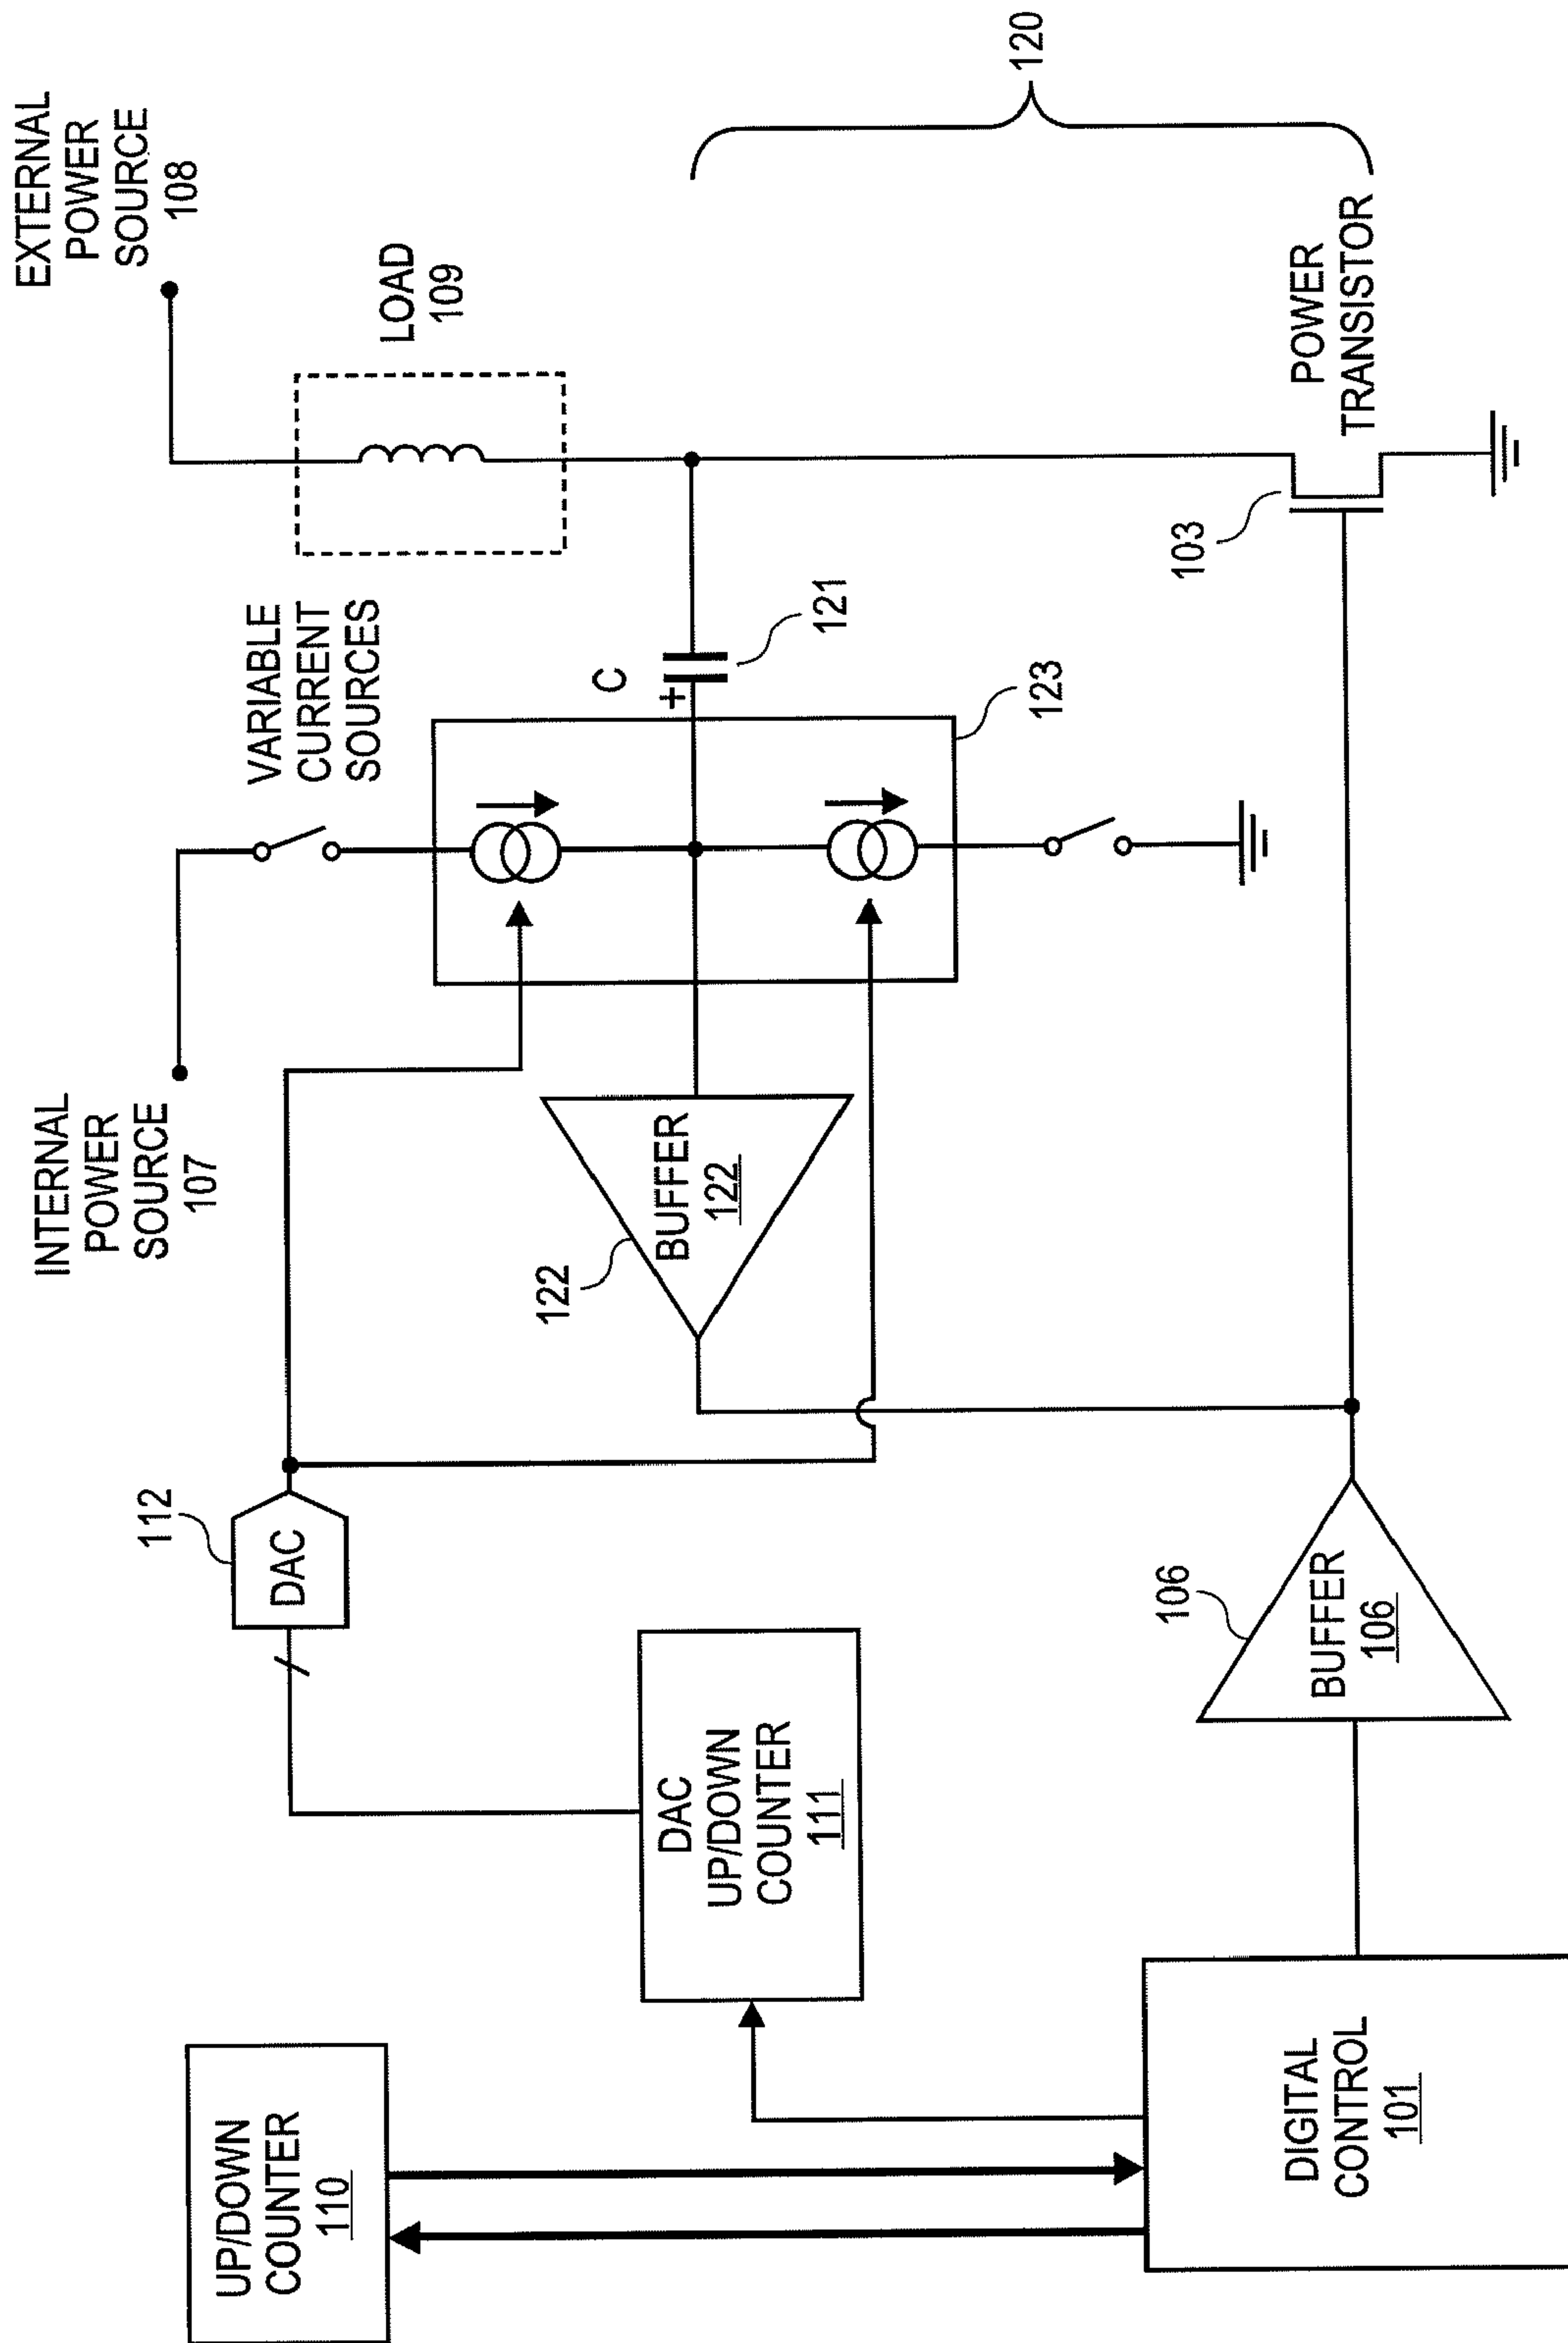 EXTERNAL
POWER
SOURCE
108
INTERNAL
POWER
SOURCE
107
VARIABLE
CURRENT
SOURCES
LOAD
109
112
DAC
UP/DOWN
COUNTER
110
DAC
UP/DOWN
COUNTER
111
122
BUFFER
122
C
+
121
123
120
DIGITAL
CONTROL
101
106
BUFFER
106
103
POWER
TRANSISTOR